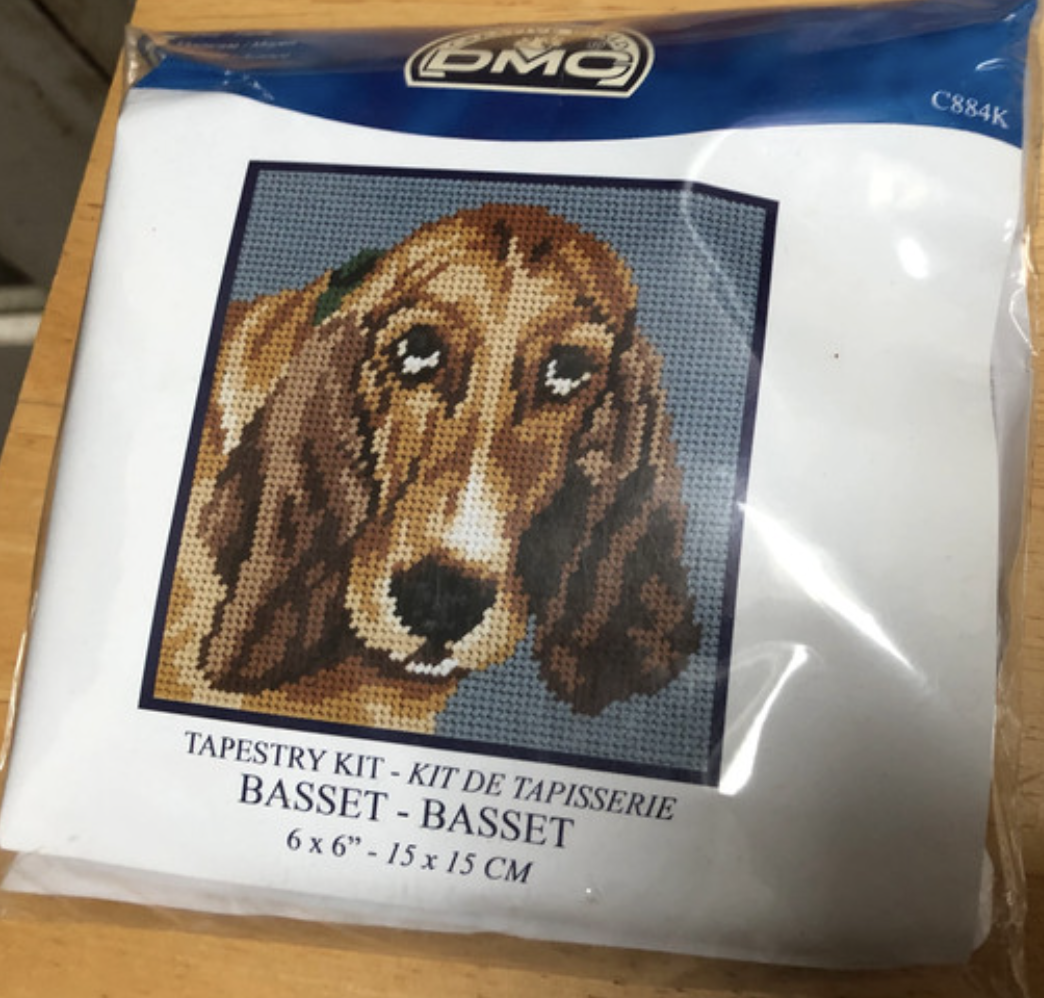 DMC
C884K
TAPESTRY KIT - KIT DE TAPISSERIE
BASSET - BASSET
6 x 6” - 15 x 15 CM